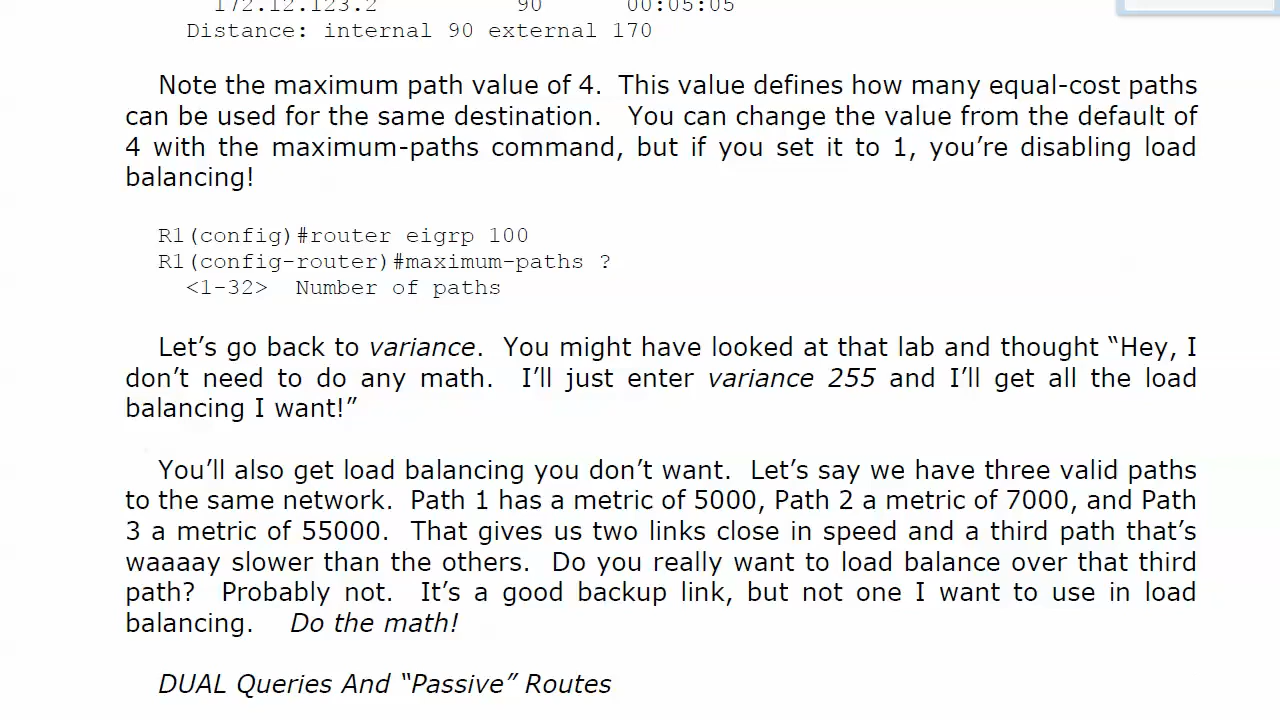 172.12.123.2 90 00:05:05
Distance: internal 90 external 170
Note the maximum path value of 4. This value defines how many equal-cost paths
can be used for the same destination. You can change the value from the default of
4 with the maximum-paths command, but if you set it to 1, you’re disabling load
balancing!
R1(config)#router eigrp 100
R1(config-router)#maximum-paths ?
<1-32> Number of paths
Let’s go back to variance. You might have looked at that lab and thought “Hey, I
don’t need to do any math. I’ll just enter variance 255 and I’ll get all the load
balancing I want!”
You’ll also get load balancing you don’t want. Let’s say we have three valid paths
to the same network. Path 1 has a metric of 5000, Path 2 a metric of 7000, and Path
3 a metric of 55000. That gives us two links close in speed and a third path that’s
waaaay slower than the others. Do you really want to load balance over that third
path? Probably not. It’s a good backup link, but not one I want to use in load
balancing. Do the math!
DUAL Queries And “Passive” Routes